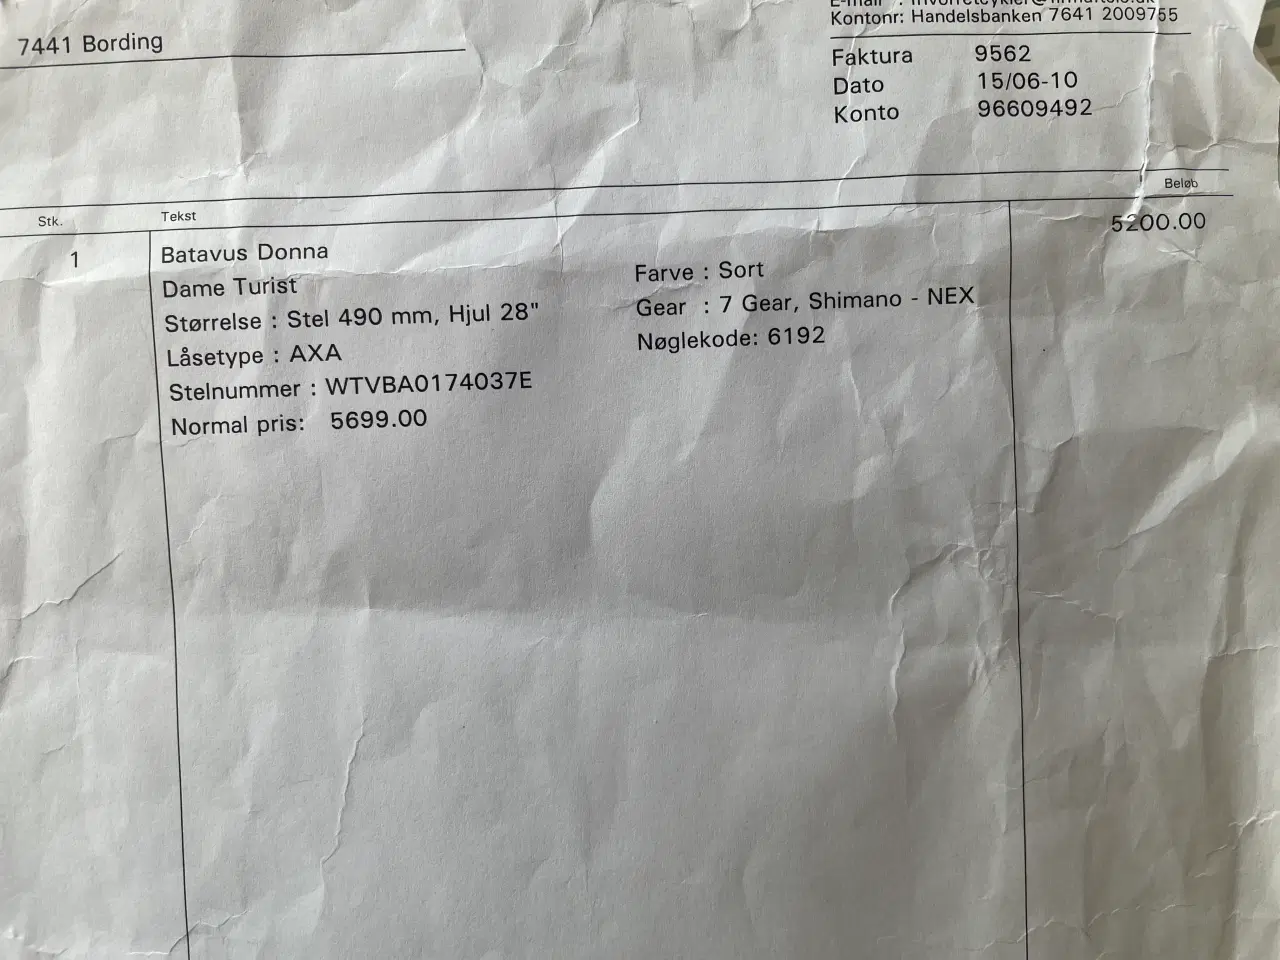 7441 Bording
Kontonr: Handelsbanken 7641 2009755
Faktura 9562
Dato 15/06-10
Konto 96609492
Stk. Tekst Beløb
1 Batavus Donna 5200.00
Dame Turist Farve : Sort
Størrelse : Stel 490 mm, Hjul 28" Gear : 7 Gear, Shimano - NEX
Låsetype : AXA Nøglekode: 6192
Stelnummer : WTVBA0174037E
Normal pris: 5699.00